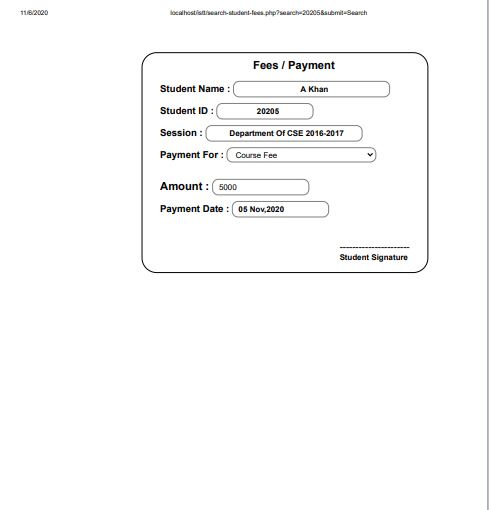 11/6/2020 localhost/istt/search-student-fees.php?search=20205&submit=Search
Fees / Payment
Student Name : A Khan
Student ID : 20205
Session : Department Of CSE 2016-2017
Payment For : Course Fee
Amount : 5000
Payment Date : 05 Nov,2020
----------------------
Student Signature